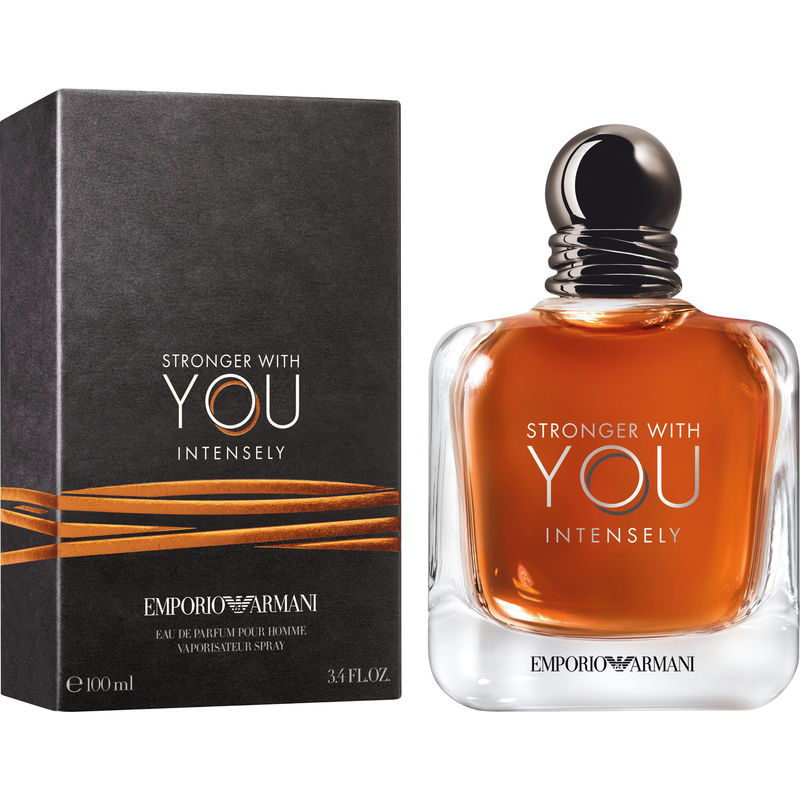 STRONGER WITH
YOU
INTENSELY
EMPORIO ARMANI
EAU DE PARFUM POUR HOMME
VAPORISATEUR SPRAY
℮ 100 ml
3.4 FL.OZ.
STRONGER WITH
YOU
INTENSELY
EMPORIO ARMANI